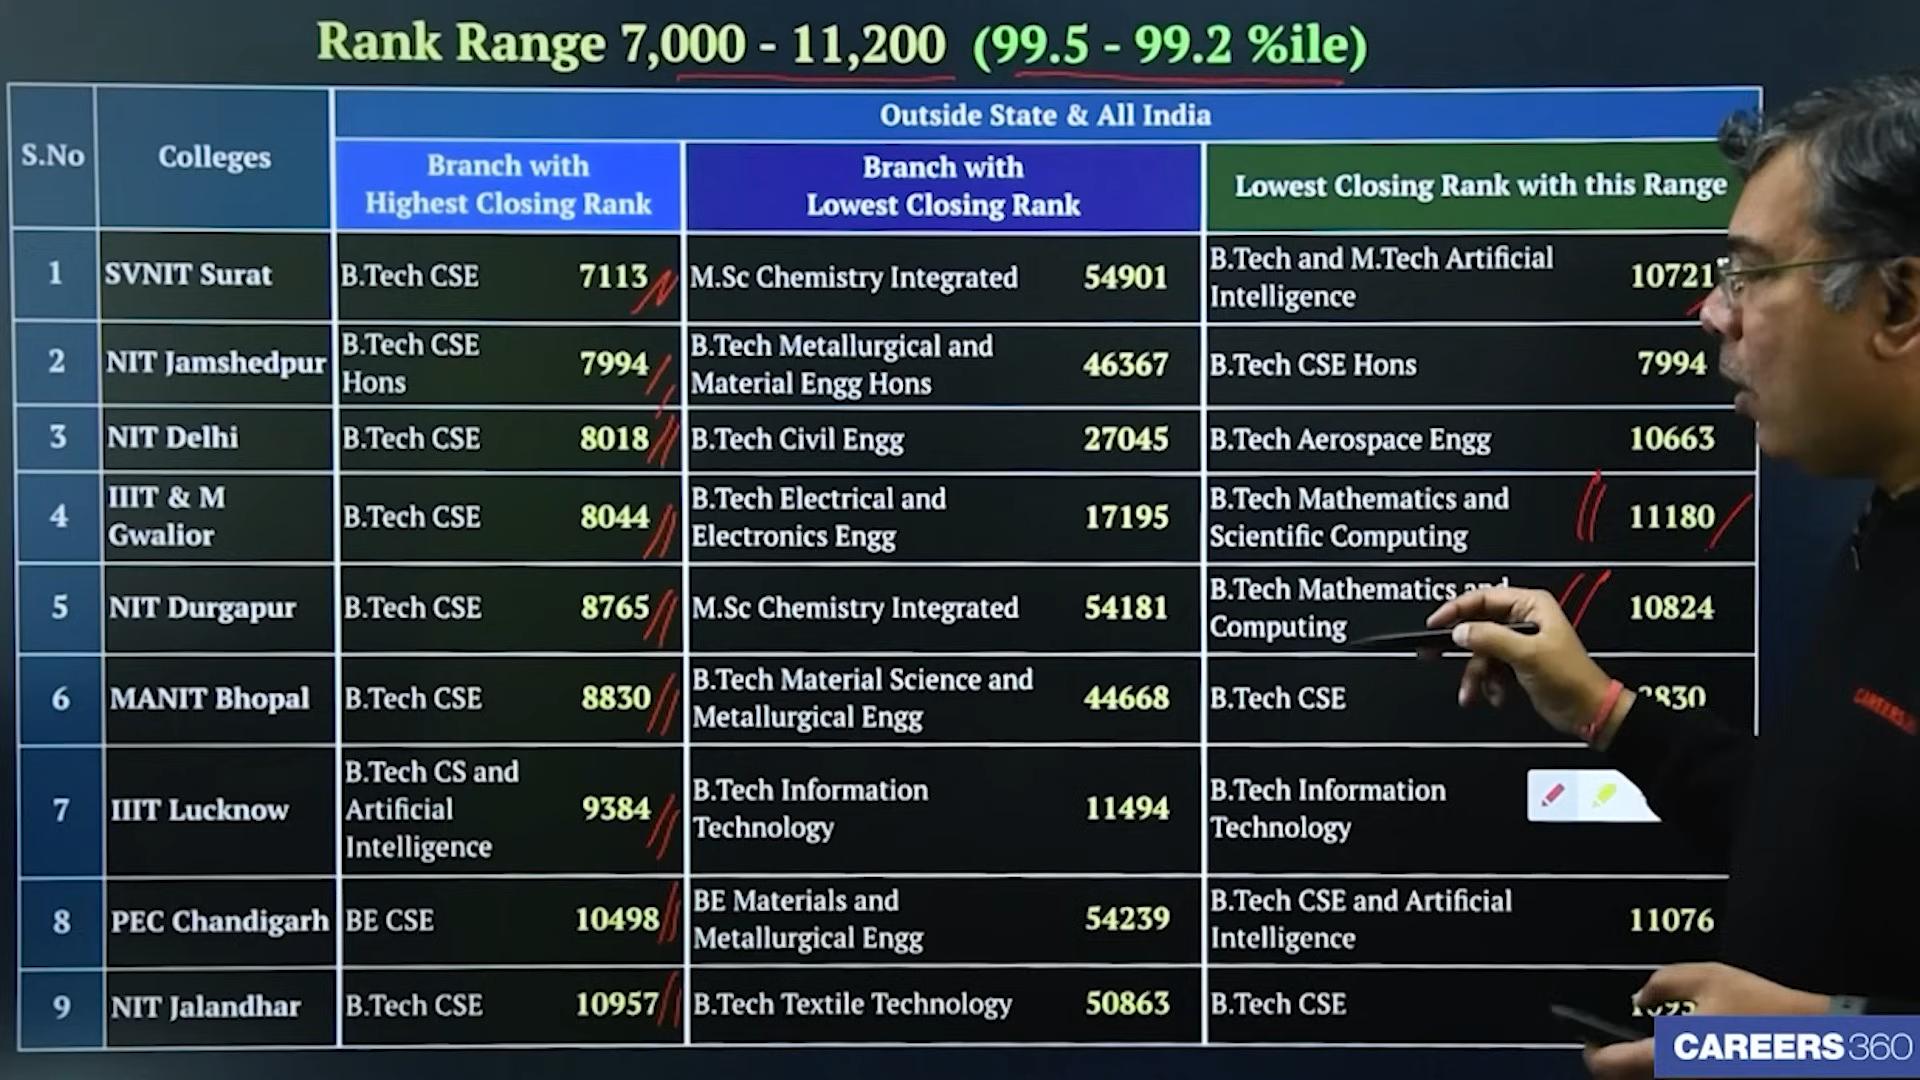 Rank Range 7,000 - 11,200 (99.5 - 99.2 %ile)
S.No
Colleges
Outside State & All India
Branch with
Highest Closing Rank
Branch with
Lowest Closing Rank
Lowest Closing Rank with this Range
1
SVNIT Surat
B.Tech CSE
7113
M.Sc Chemistry Integrated
54901
B.Tech and M.Tech Artificial
Intelligence
10721
2
NIT Jamshedpur
B.Tech CSE
Hons
7994
B.Tech Metallurgical and
Material Engg Hons
46367
B.Tech CSE Hons
7994
3
NIT Delhi
B.Tech CSE
8018
B.Tech Civil Engg
27045
B.Tech Aerospace Engg
10663
4
IIIT & M
Gwalior
B.Tech CSE
8044
B.Tech Electrical and
Electronics Engg
17195
B.Tech Mathematics and
Scientific Computing
11180
5
NIT Durgapur
B.Tech CSE
8765
M.Sc Chemistry Integrated
54181
B.Tech Mathematics and
Computing
10824
6
MANIT Bhopal
B.Tech CSE
8830
B.Tech Material Science and
Metallurgical Engg
44668
B.Tech CSE
7
IIIT Lucknow
B.Tech CS and
Artificial
Intelligence
9384
B.Tech Information
Technology
11494
B.Tech Information
Technology
8
PEC Chandigarh
BE CSE
10498
BE Materials and
Metallurgical Engg
54239
B.Tech CSE and Artificial
Intelligence
11076
9
NIT Jalandhar
B.Tech CSE
10957
B.Tech Textile Technology
50863
B.Tech CSE
CAREERS360